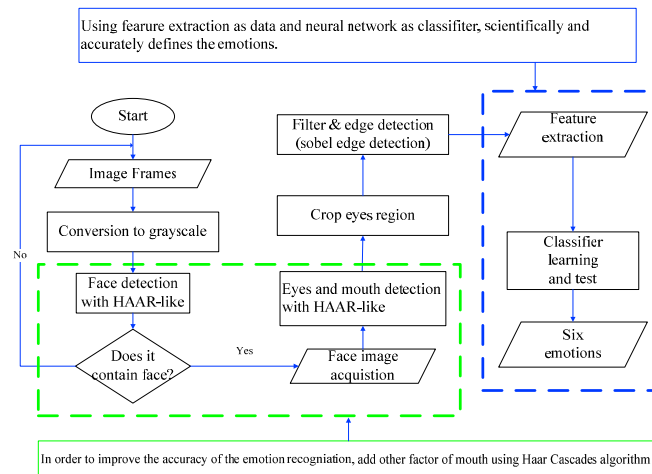 Using feature extraction as data and neural network as classifiter, scientifically and
accurately defines the emotions.
Start
Image Frames
Conversion to grayscale
No
Face detection
with HAAR-like
Does it
contain face?
Yes
Face image
acquistion
Eyes and mouth detection
with HAAR-like
Crop eyes region
Filter & edge detection
(sobel edge detection)
Feature
extraction
Classifier
learning
and test
Six
emotions
In order to improve the accuracy of the emotion recogniation, add other factor of mouth using Haar Cascades algorithm